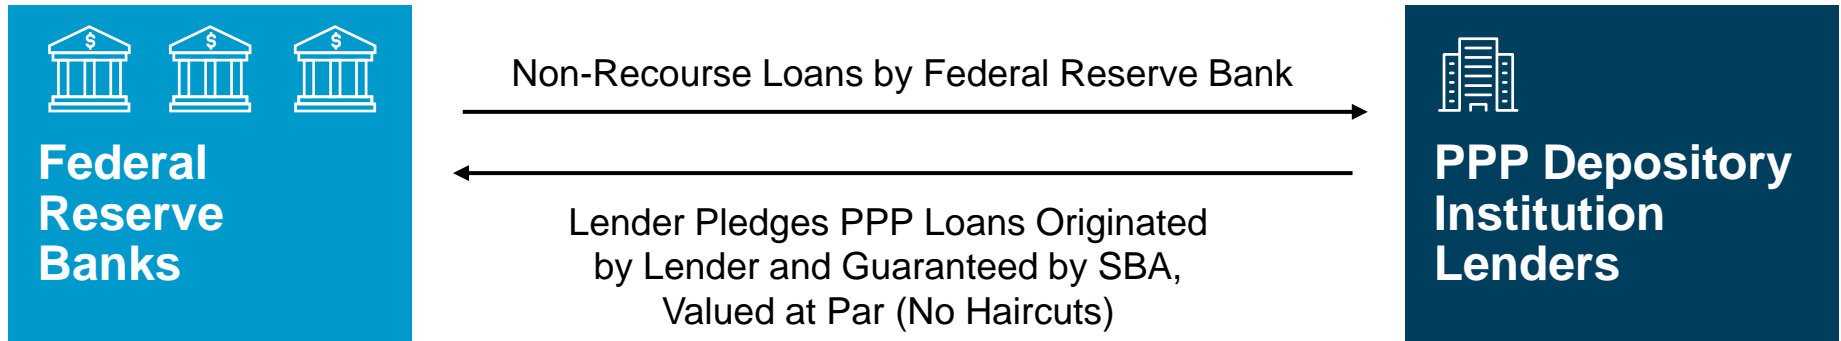 Federal
Reserve
Banks
Non-Recourse Loans by Federal Reserve Bank
Lender Pledges PPP Loans Originated
by Lender and Guaranteed by SBA,
Valued at Par (No Haircuts)
PPP Depository
Institution
Lenders